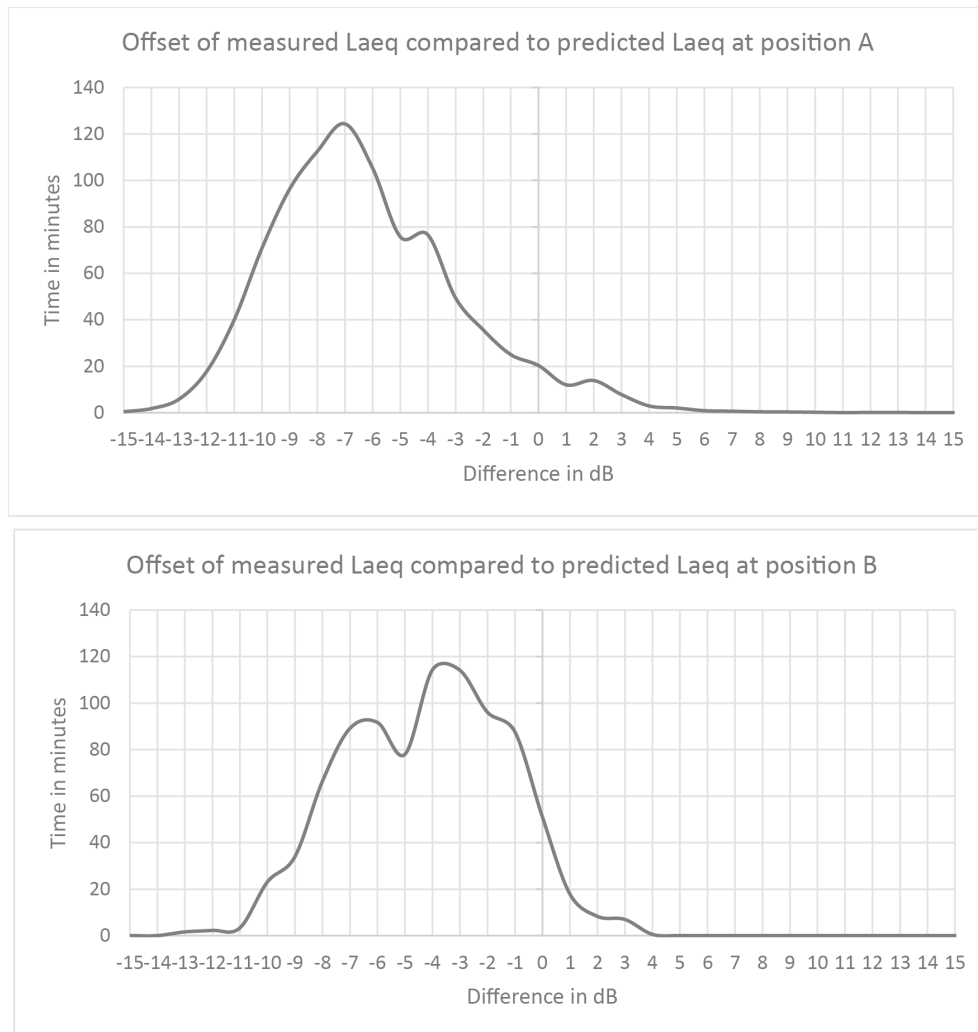 Offset of measured Laeq compared to predicted Laeq at position A
140
120
100
80
60
40
20
0
Time in minutes
-15 -14 -13 -12 -11 -10 -9 -8 -7 -6 -5 -4 -3 -2 -1 0 1 2 3 4 5 6 7 8 9 10 11 12 13 14 15
Difference in dB
Offset of measured Laeq compared to predicted Laeq at position B
140
120
100
80
60
40
20
0
Time in minutes
-15 -14 -13 -12 -11 -10 -9 -8 -7 -6 -5 -4 -3 -2 -1 0 1 2 3 4 5 6 7 8 9 10 11 12 13 14 15
Difference in dB